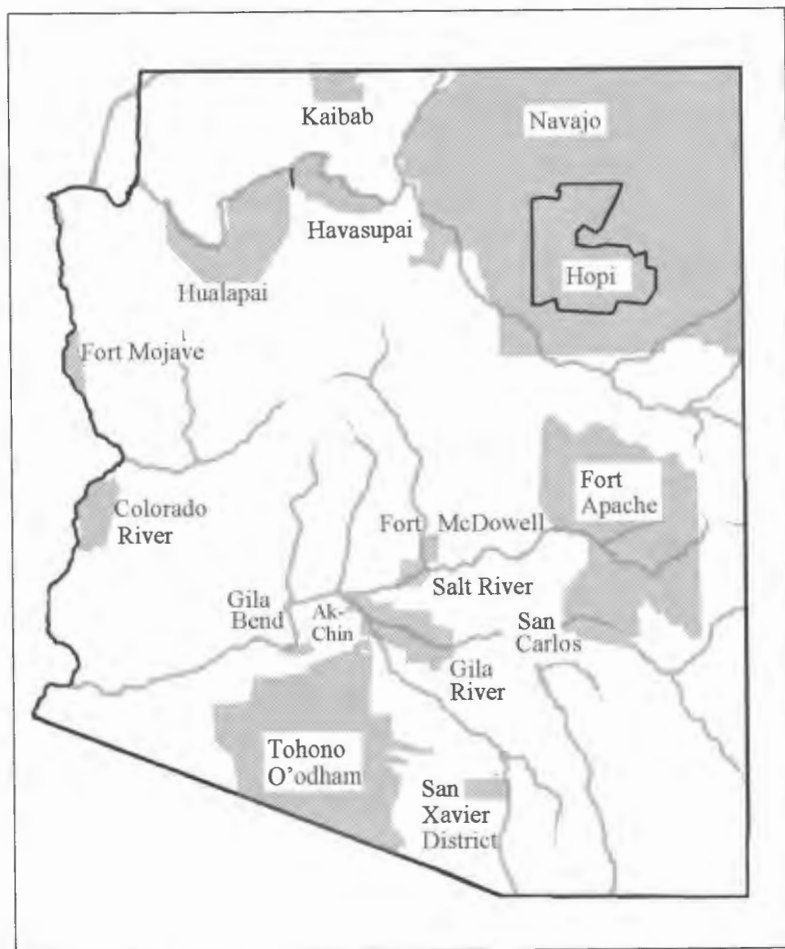 Kaibab
Navajo
Havasupai
Hopi
Hualapai
Fort Mojave
Colorado
River
Fort McDowell
Fort
Apache
Salt River
Gila
Bend
Ak-
Chin
San
Carlos
Gila
River
Tohono
O'odham
San
Xavier
District